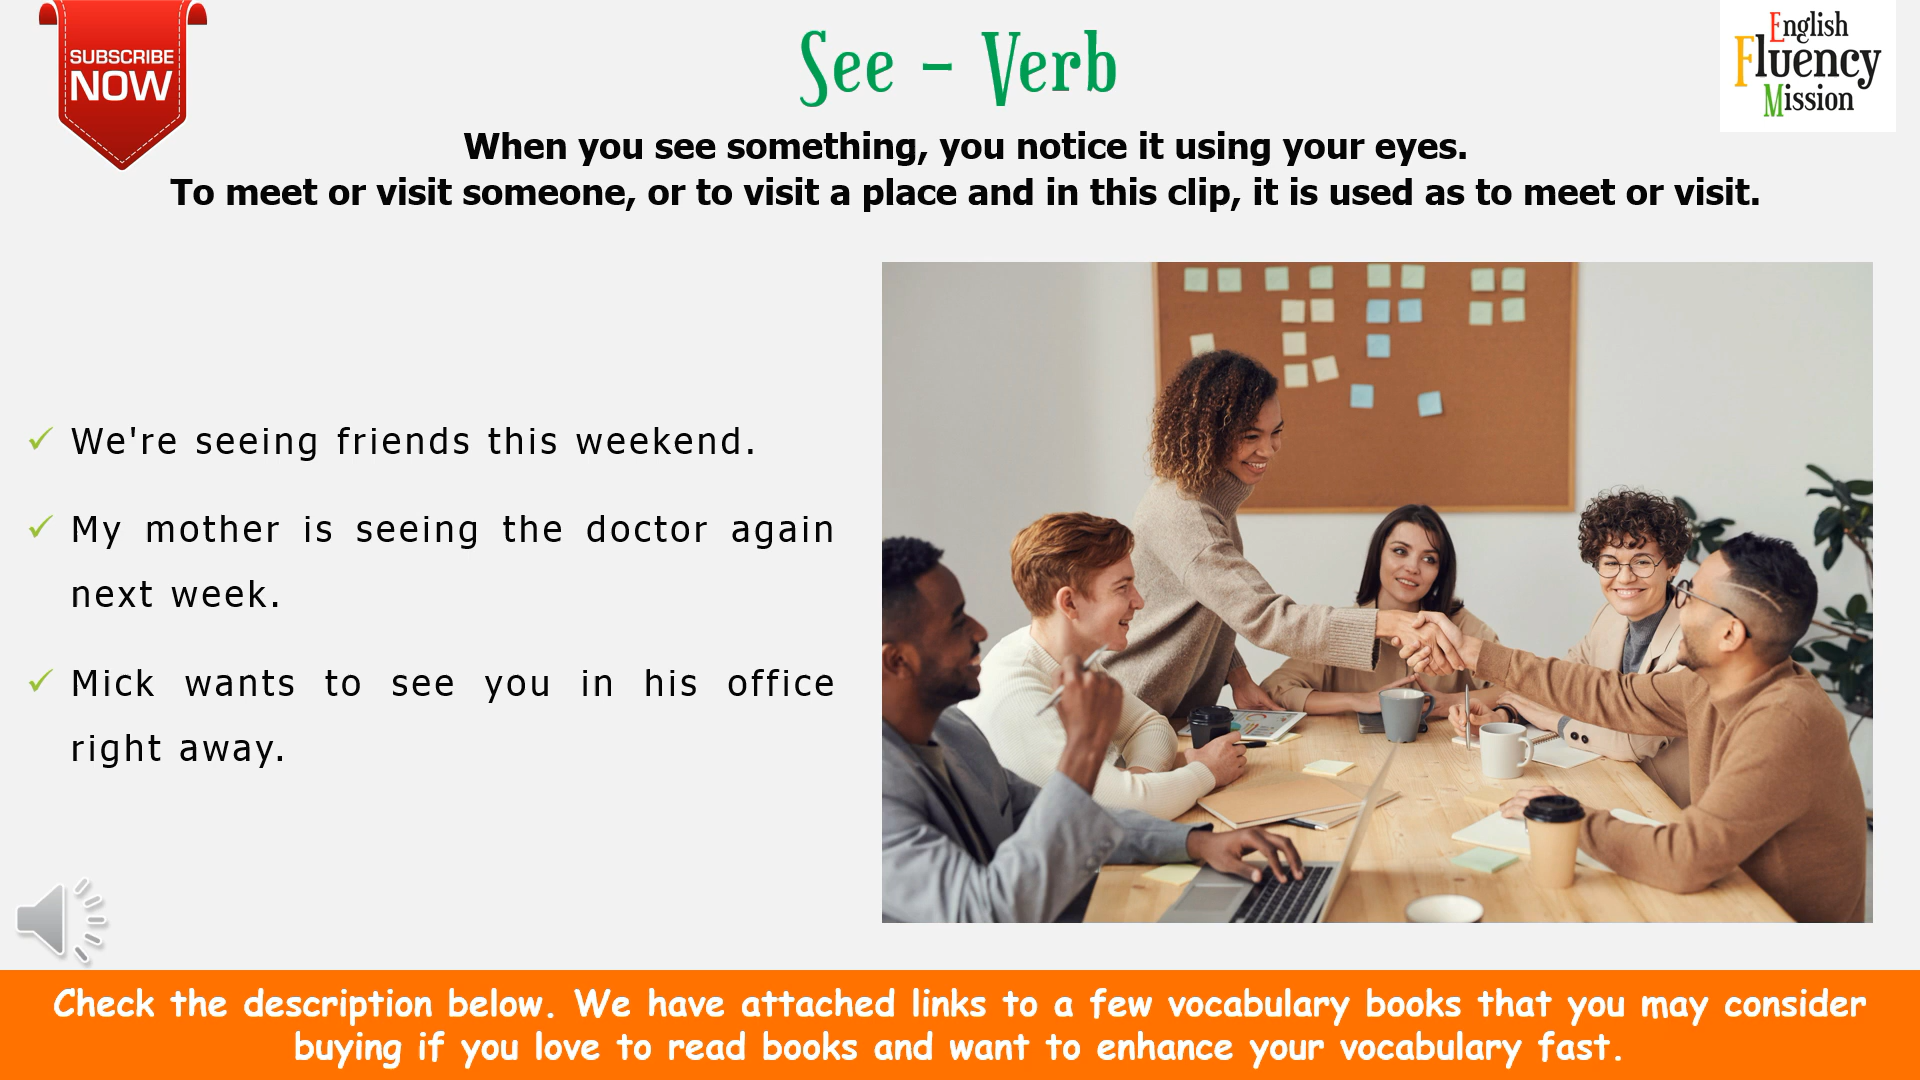 SUBSCRIBE
NOW
See - Verb
English
Fluency
Mission
When you see something, you notice it using your eyes.
To meet or visit someone, or to visit a place and in this clip, it is used as to meet or visit.
We're seeing friends this weekend.
My mother is seeing the doctor again
next week.
Mick wants to see you in his office
right away.
Check the description below. We have attached links to a few vocabulary books that you may consider
buying if you love to read books and want to enhance your vocabulary fast.